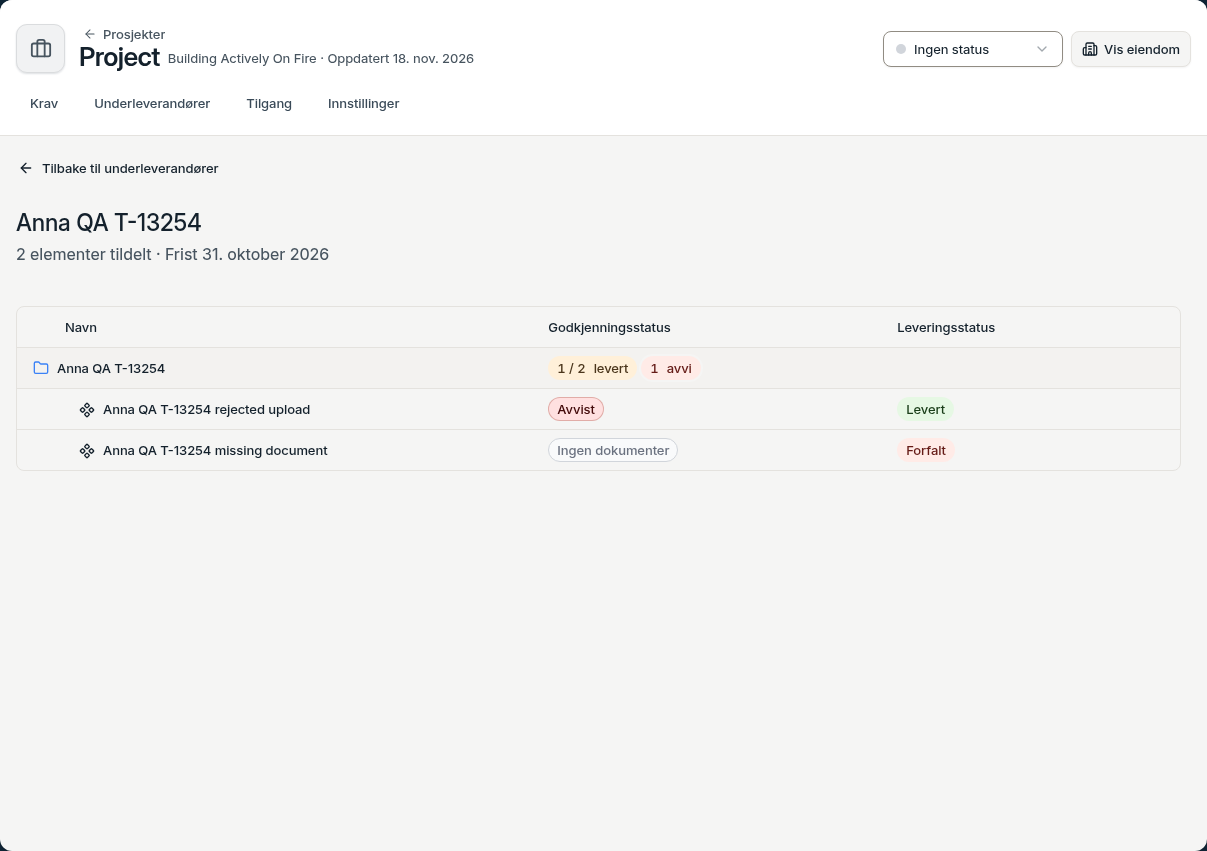 Prosjekter
Project Building Actively On Fire · Oppdatert 18. nov. 2026
Ingen status
Vis eiendom
Krav Underleverandører Tilgang Innstillinger
Tilbake til underleverandører
Anna QA T-13254
2 elementer tildelt · Frist 31. oktober 2026
Navn Godkjenningsstatus Leveringsstatus
Anna QA T-13254 1 / 2 levert 1 avvi
Anna QA T-13254 rejected upload Avvist Levert
Anna QA T-13254 missing document Ingen dokumenter Forfalt